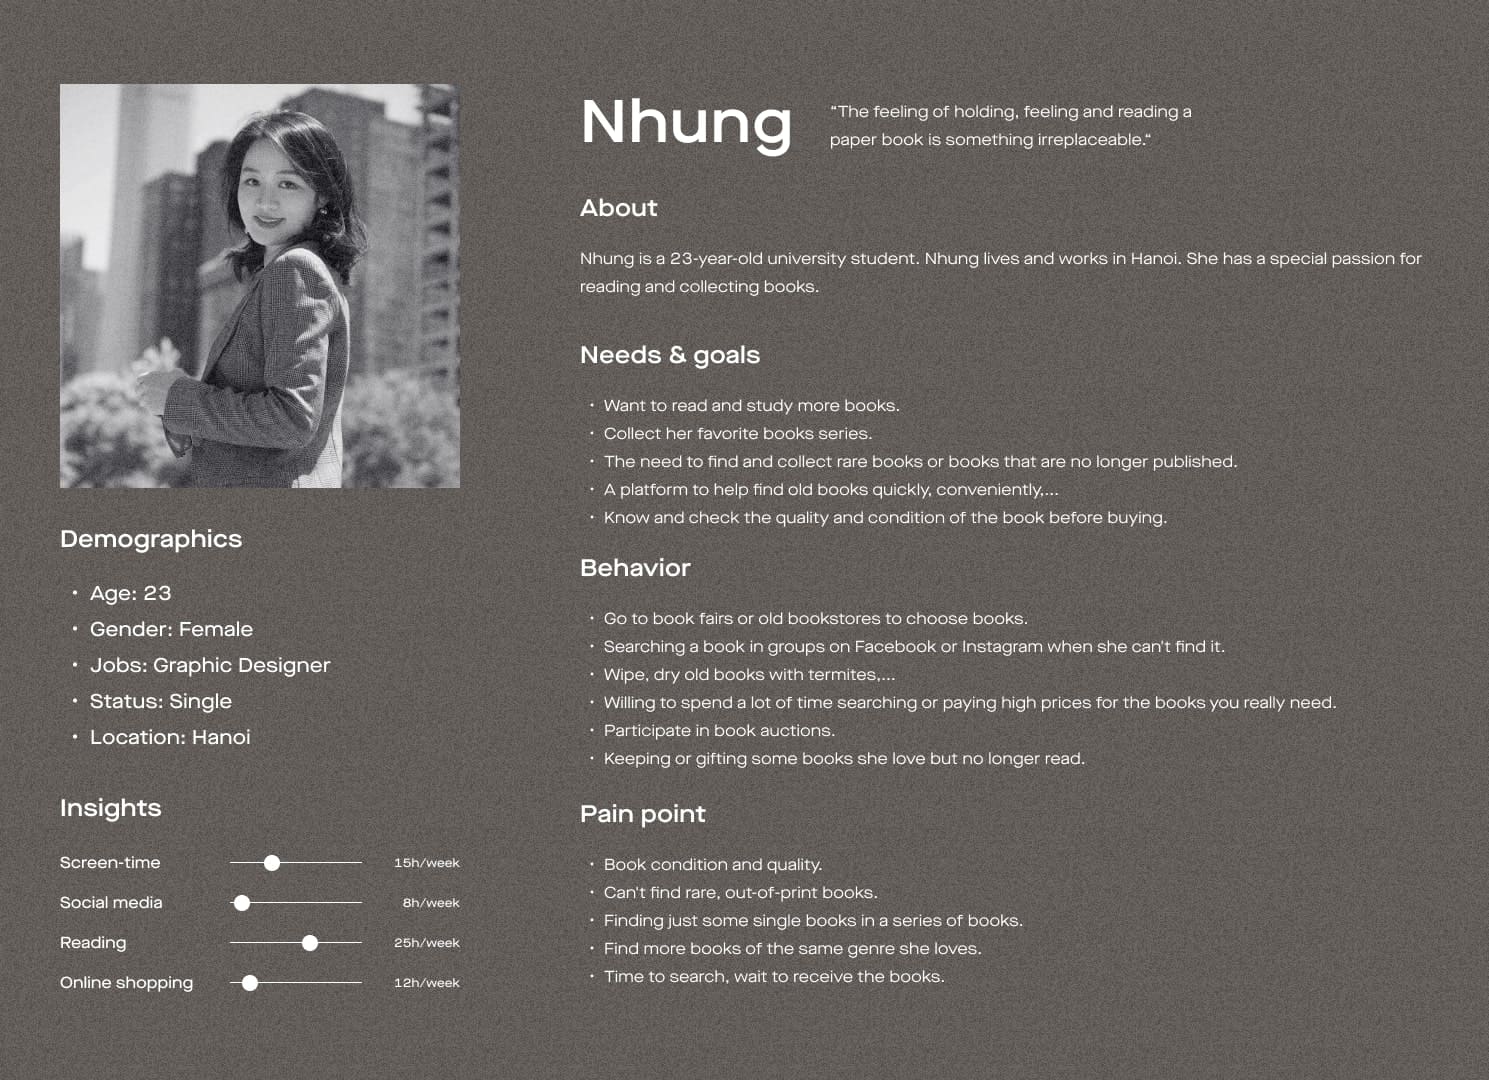 Nhung
“The feeling of holding, feeling and reading a
paper book is something irreplaceable.“
About
Nhung is a 23-year-old university student. Nhung lives and works in Hanoi. She has a special passion for
reading and collecting books.
Needs & goals
• Want to read and study more books.
• Collect her favorite books series.
• The need to find and collect rare books or books that are no longer published.
• A platform to help find old books quickly, conveniently,...
• Know and check the quality and condition of the book before buying.
Behavior
• Go to book fairs or old bookstores to choose books.
• Searching a book in groups on Facebook or Instagram when she can't find it.
• Wipe, dry old books with termites,...
• Willing to spend a lot of time searching or paying high prices for the books you really need.
• Participate in book auctions.
• Keeping or gifting some books she love but no longer read.
Pain point
• Book condition and quality.
• Can't find rare, out-of-print books.
• Finding just some single books in a series of books.
• Find more books of the same genre she loves.
• Time to search, wait to receive the books.
Demographics
• Age: 23
• Gender: Female
• Jobs: Graphic Designer
• Status: Single
• Location: Hanoi
Insights
Screen-time 15h/week
Social media 8h/week
Reading 25h/week
Online shopping 12h/week